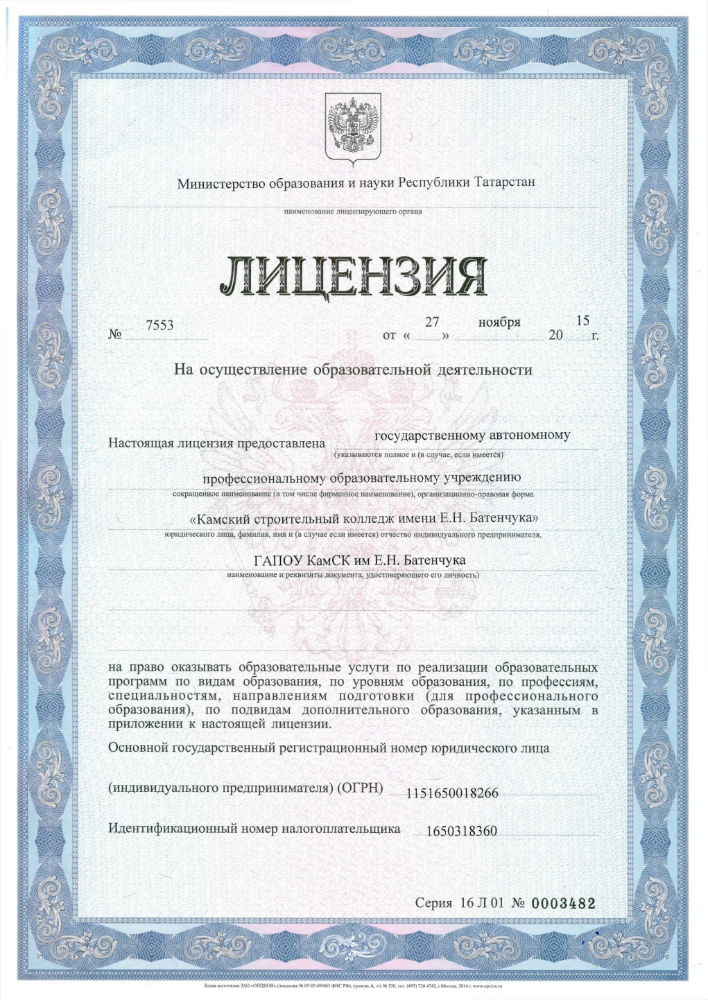 Министерство образования и науки Республики Татарстан
наименование лицензирующего органа
ЛИЦЕНЗИЯ
№ 7553 от « 27 » ноября 20 15 г.
На осуществление образовательной деятельности
Настоящая лицензия предоставлена государственному автономному
(указываются полное и (в случае, если имеется)
профессиональному образовательному учреждению
сокращенное наименование (в том числе фирменное наименование), организационно-правовая форма
«Камский строительный колледж имени Е.Н. Батенчука»
юридического лица, фамилия, имя и (в случае если имеется) отчество индивидуального предпринимателя,
ГАПОУ КамСК им Е.Н. Батенчука
наименование и реквизиты документа, удостоверяющего его личность)
на право оказывать образовательные услуги по реализации образовательных
программ по видам образования, по уровням образования, по профессиям,
специальностям, направлениям подготовки (для профессионального
образования), по подвидам дополнительного образования, указанным в
приложении к настоящей лицензии.
Основной государственный регистрационный номер юридического лица
(индивидуального предпринимателя) (ОГРН) 1151650018266
Идентификационный номер налогоплательщика 1650318360
Серия 16 Л 01 № 0003482
Бланк изготовлен ЗАО «ОПЦИОН» (лицензия № 05-05-09/003 ФНС РФ), уровень А, т/з № 520, тел. (495) 726 4742, г.Москва, 2014 г. www.opcion.ru